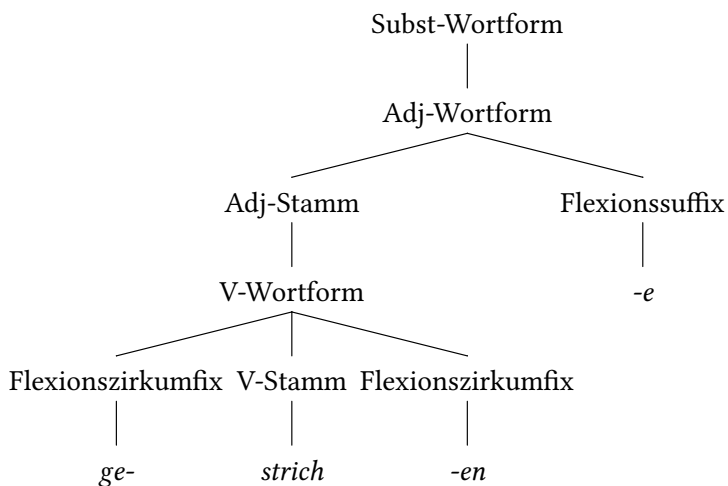 Subst-Wortform
Adj-Wortform
Adj-Stamm Flexionssuffix
V-Wortform -e
Flexionszirkumfix V-Stamm Flexionszirkumfix
ge- strich -en